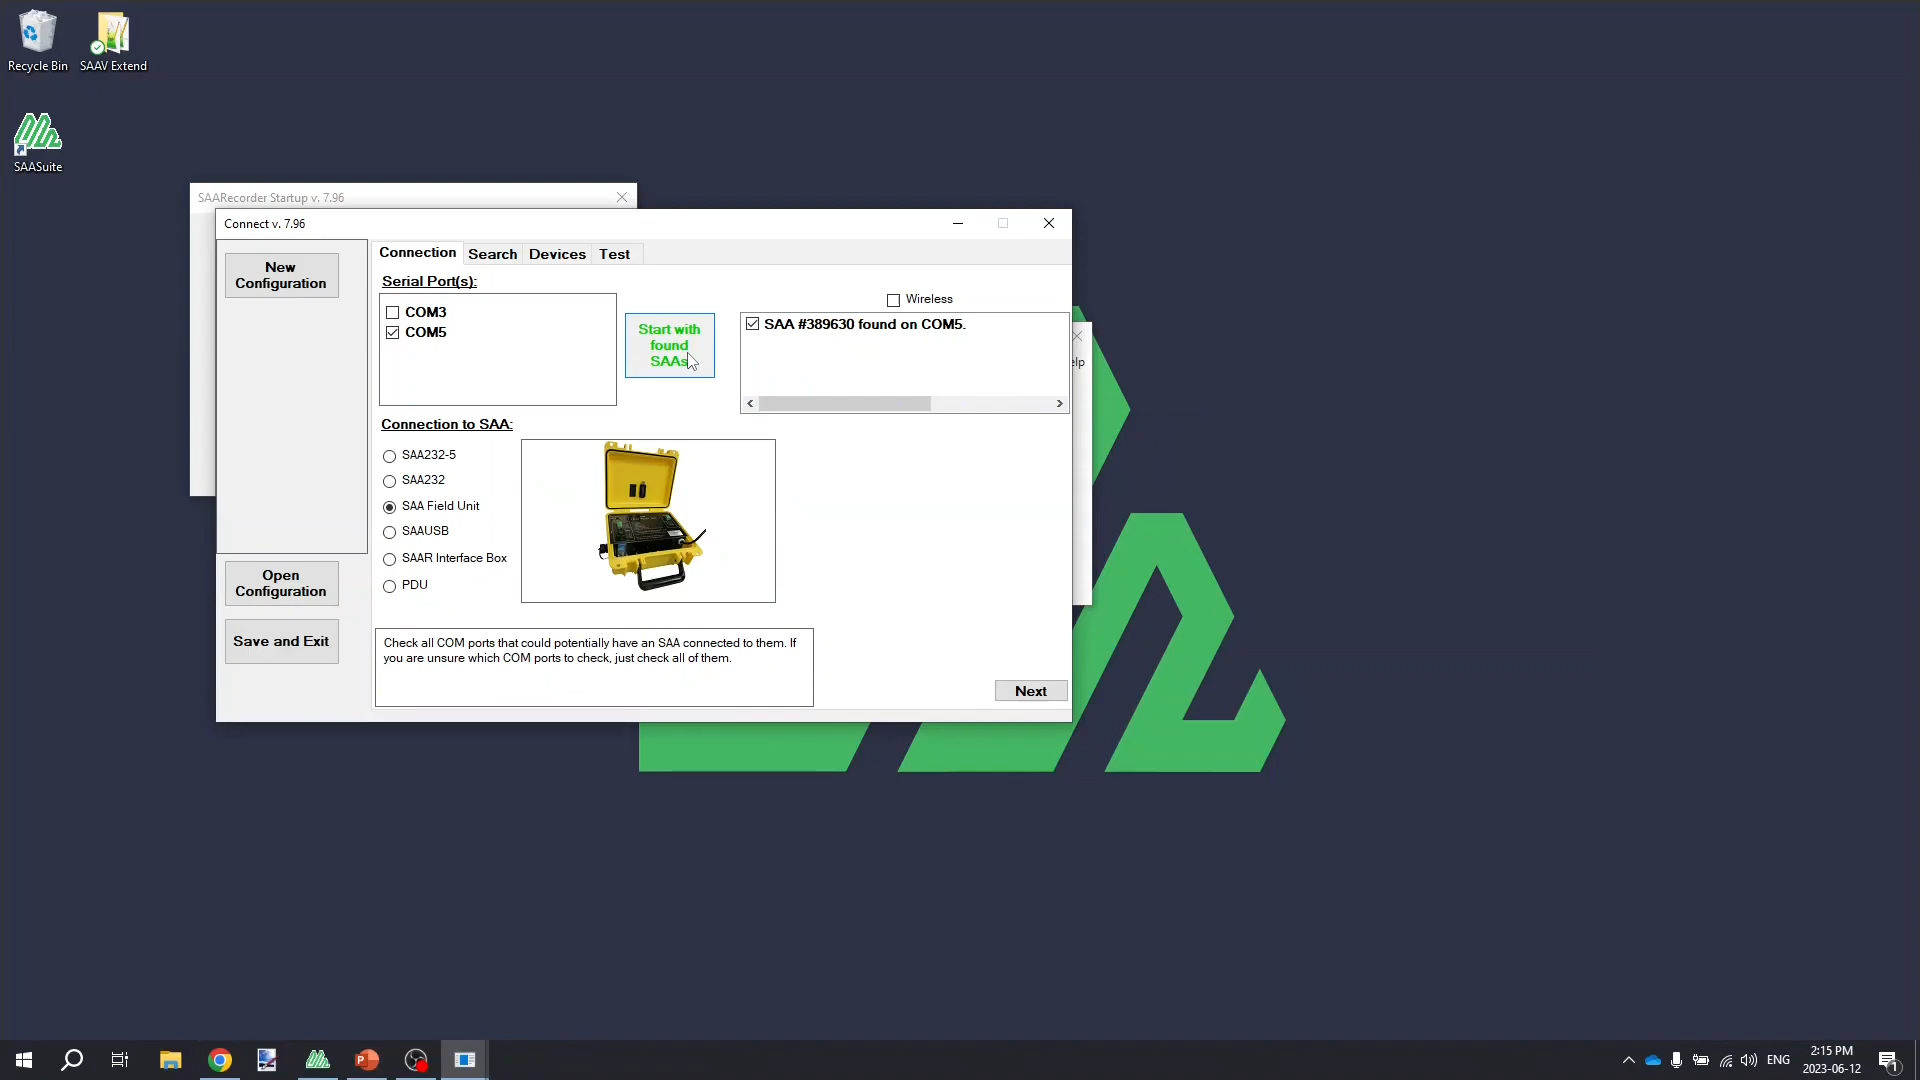 Recycle Bin
SAAV Extend
SAASuite
SAARecorder Startup v. 7.96
Connect v. 7.96
New
Configuration
Open
Configuration
Save and Exit
Connection
Search
Devices
Test
Serial Port(s):
COM3
COM5
Start with
found
SAAs
Wireless
SAA #389630 found on COM5.
elp
Connection to SAA:
SAA232-5
SAA232
SAA Field Unit
SAAUSB
SAAR Interface Box
PDU
Check all COM ports that could potentially have an SAA connected to them. If
you are unsure which COM ports to check, just check all of them.
Next
ENG
2:15 PM
2023-06-12
1